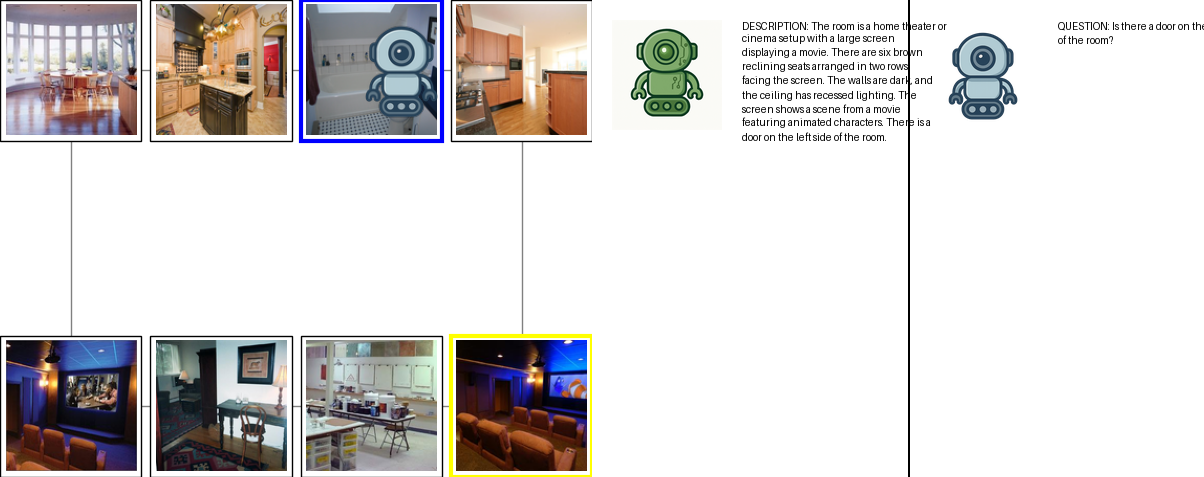 DESCRIPTION: The room is a home theater or
cinema setup with a large screen
displaying a movie. There are six brown
reclining seats arranged in two rows
facing the screen. The walls are dark, and
the ceiling has recessed lighting. The
screen shows a scene from a movie
featuring animated characters. There is a
door on the left side of the room.
QUESTION: Is there a door on the
of the room?